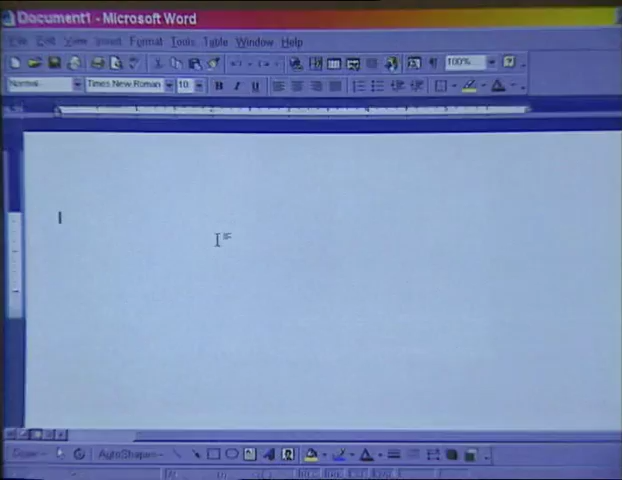 Document1 - Microsoft Word
File Edit View Insert Format Tools Table Window Help
100%
Normal Times New Roman 10 B I U
Draw AutoShapes